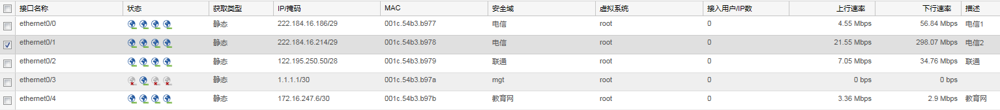 接口名称 状态 获取类型 IP/掩码 MAC 安全域 虚拟系统 接入用户/IP数 上行速率 下行速率 描述
ethernet0/0 静态 222.184.16.186/29 001c.54b3.b977 电信 root 0 4.55 Mbps 56.84 Mbps 电信1
ethernet0/1 静态 222.184.16.214/29 001c.54b3.b978 电信 root 0 21.55 Mbps 298.07 Mbps 电信2
ethernet0/2 静态 122.195.250.50/28 001c.54b3.b979 联通 root 0 7.05 Mbps 34.76 Mbps 联通
ethernet0/3 静态 1.1.1.1/30 001c.54b3.b97a mgt root 0 0 bps 0 bps
ethernet0/4 静态 172.16.247.6/30 001c.54b3.b97b 教育网 root 0 3.36 Mbps 2.9 Mbps 教育网